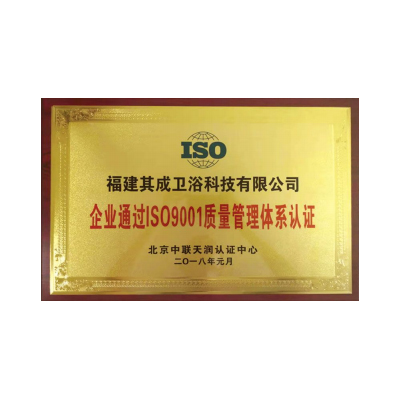 ISO
福建其成卫浴科技有限公司
企业通过ISO9001质量管理体系认证
北京中联天润认证中心
二〇一八年元月